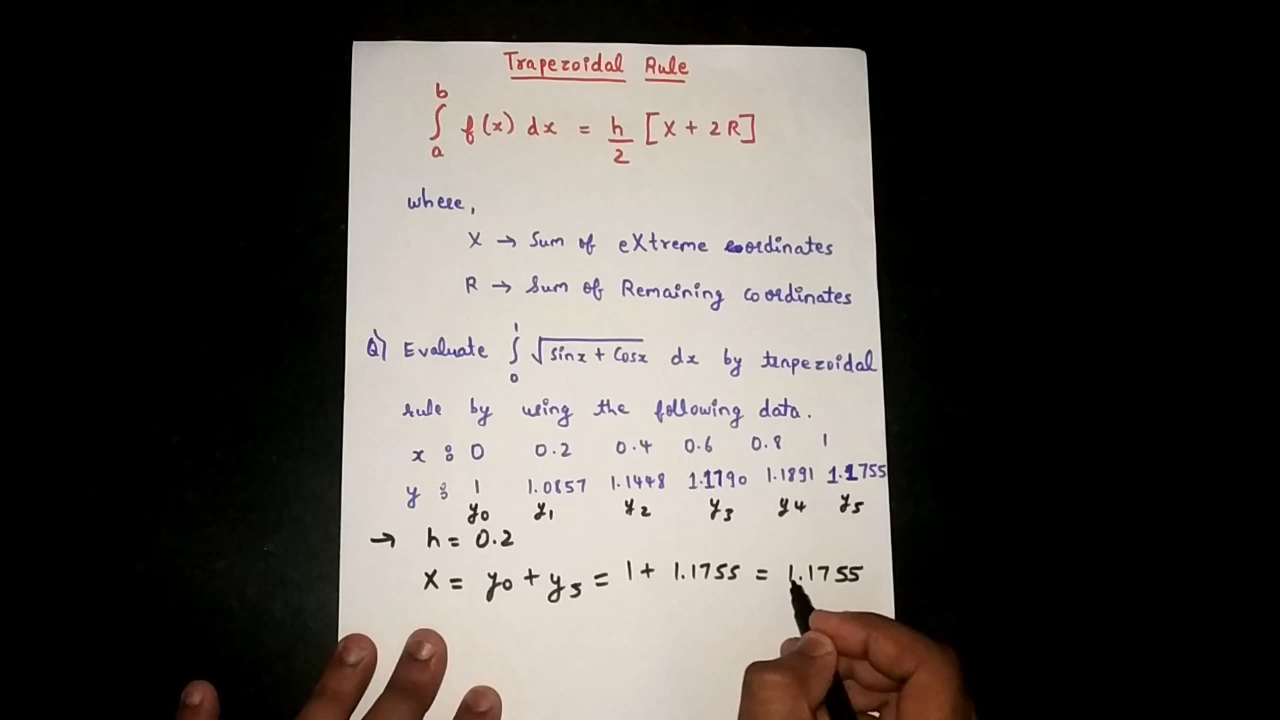 Trapezoidal Rule
∫ₐᵇ f(x) dx = h/2 [X + 2R]
where,
X → Sum of eXtreme coordinates
R → Sum of Remaining coordinates
Q) Evaluate ∫₀¹ √(sinx + Cosx) dx by trapezoidal
rule by using the following data.
x : 0 0.2 0.4 0.6 0.8 1
y : 1 1.0857 1.1448 1.1790 1.1891 1.1755
y₀ y₁ y₂ y₃ y₄ y₅
→ h = 0.2
X = y₀ + y₅ = 1 + 1.1755 = 1.1755